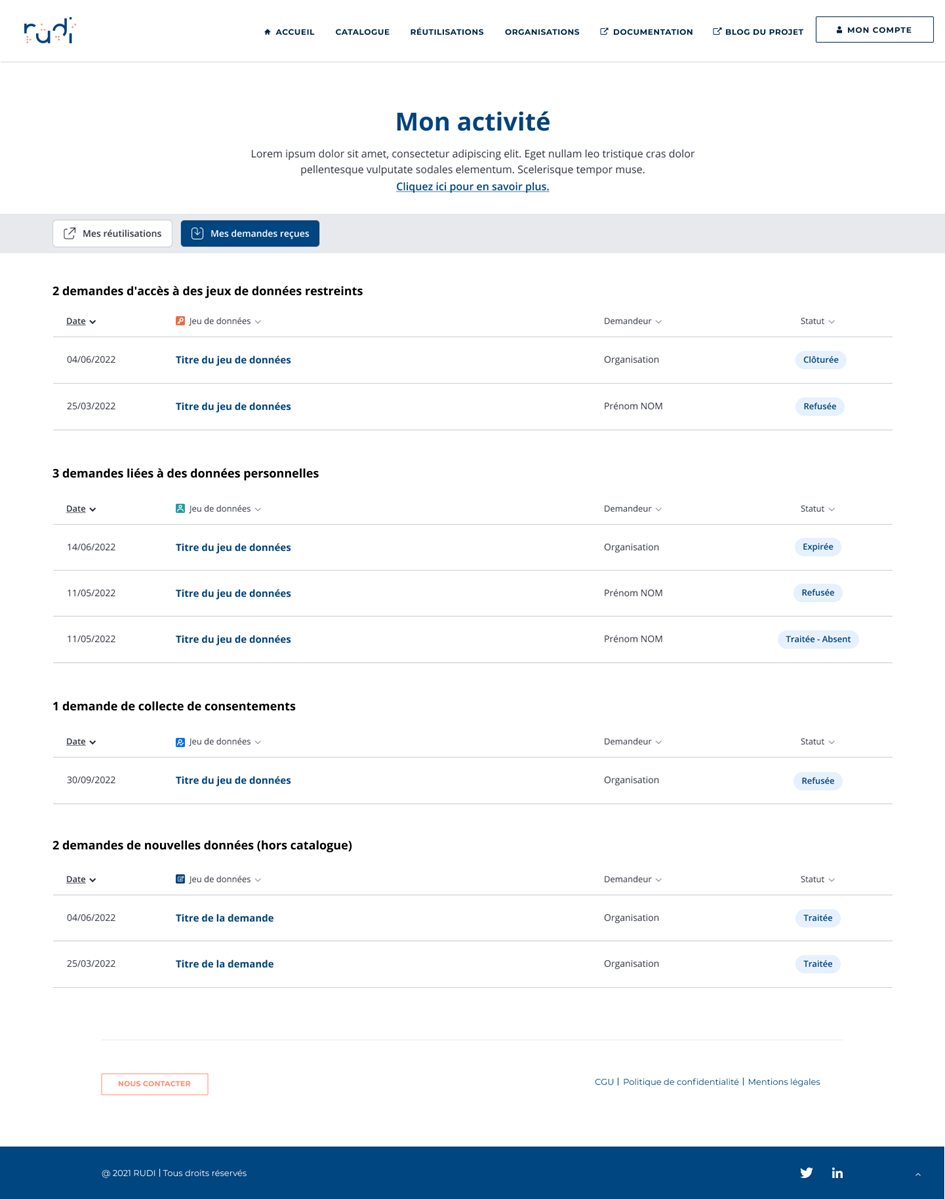 rudi
ACCUEIL CATALOGUE RÉUTILISATIONS ORGANISATIONS DOCUMENTATION BLOG DU PROJET MON COMPTE
Mon activité
Lorem ipsum dolor sit amet, consectetur adipiscing elit. Eget nullam leo tristique cras dolor
pellentesque vulputate sodales elementum. Scelerisque tempor muse.
Cliquez ici pour en savoir plus.
Mes réutilisations Mes demandes reçues
2 demandes d'accès à des jeux de données restreints
Date Jeu de données Demandeur Statut
04/06/2022 Titre du jeu de données Organisation Clôturée
25/03/2022 Titre du jeu de données Prénom NOM Refusée
3 demandes liées à des données personnelles
Date Jeu de données Demandeur Statut
14/06/2022 Titre du jeu de données Organisation Expirée
11/05/2022 Titre du jeu de données Prénom NOM Refusée
11/05/2022 Titre du jeu de données Prénom NOM Traitée - Absent
1 demande de collecte de consentements
Date Jeu de données Demandeur Statut
30/09/2022 Titre du jeu de données Organisation Refusée
2 demandes de nouvelles données (hors catalogue)
Date Jeu de données Demandeur Statut
04/06/2022 Titre de la demande Organisation Traitée
25/03/2022 Titre de la demande Organisation Traitée
NOUS CONTACTER CGU | Politique de confidentialité | Mentions légales
@ 2021 RUDI | Tous droits réservés